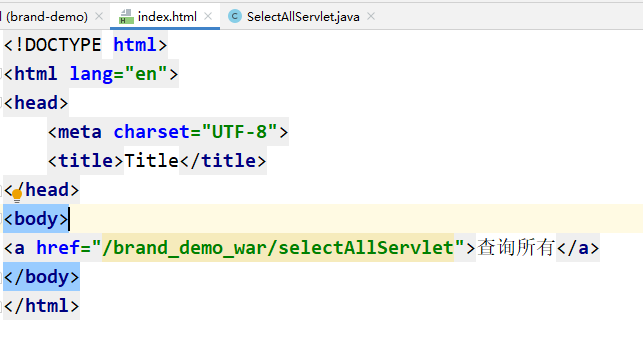 l (brand-demo) × index.html × SelectAllServlet.java ×
<!DOCTYPE html>
<html lang="en">
<head>
    <meta charset="UTF-8">
    <title>Title</title>
</head>
<body>
<a href="/brand_demo_war/selectAllServlet">查询所有</a>
</body>
</html>